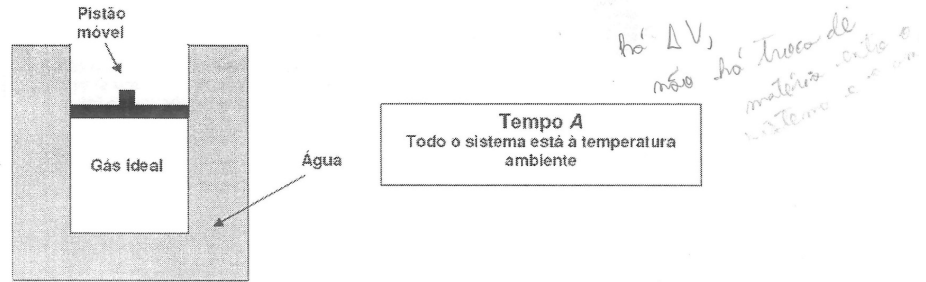 Pistão
móvel
Gás ideal
Água
Tempo A
Todo o sistema está à temperatura
ambiente
há ΔV,
não há troca de
matéria entre o
sistema e o